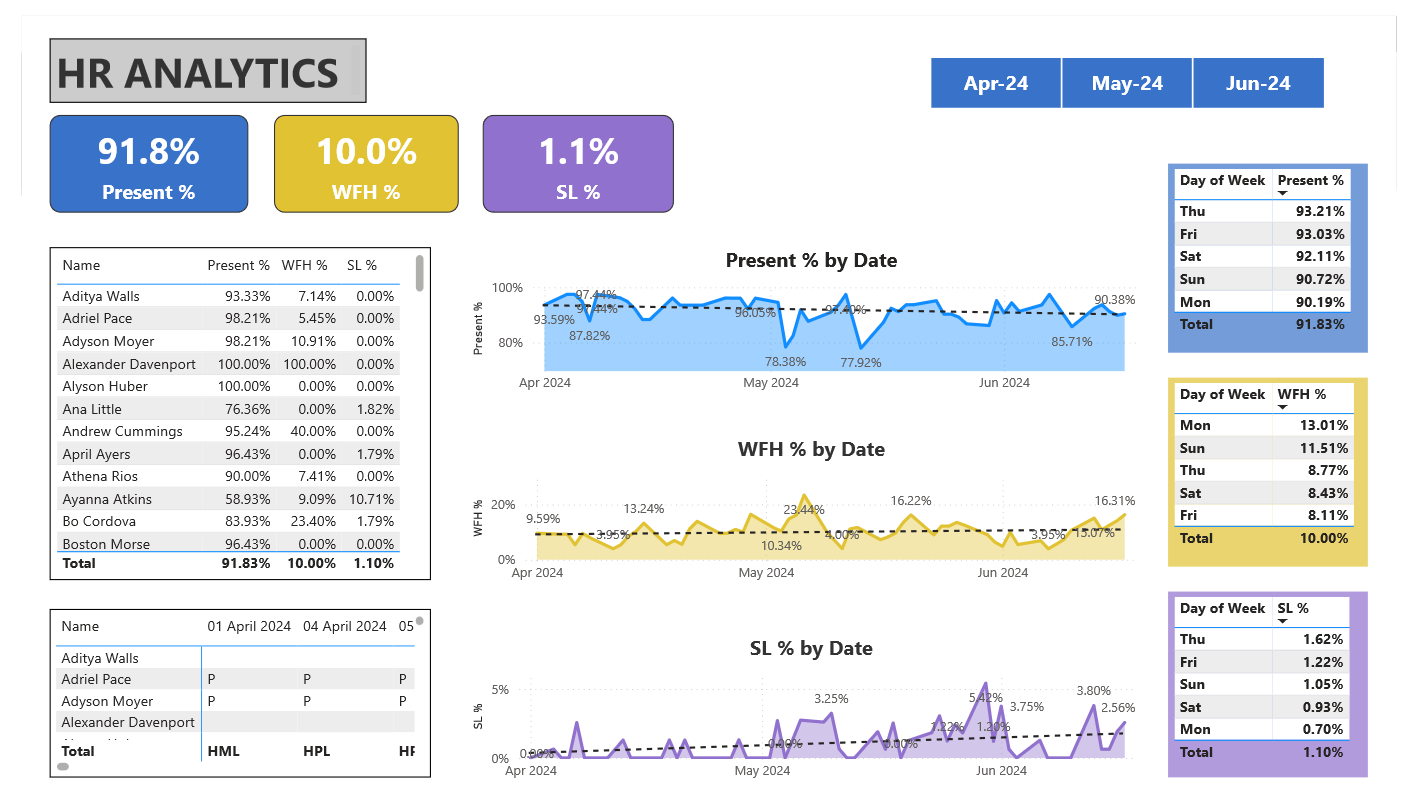 HR ANALYTICS
Apr-24 May-24 Jun-24
91.8%
Present %
10.0%
WFH %
1.1%
SL %
Name Present % WFH % SL %
Aditya Walls 93.33% 7.14% 0.00%
Adriel Pace 98.21% 5.45% 0.00%
Adyson Moyer 98.21% 10.91% 0.00%
Alexander Davenport 100.00% 100.00% 0.00%
Alyson Huber 100.00% 0.00% 0.00%
Ana Little 76.36% 0.00% 1.82%
Andrew Cummings 95.24% 40.00% 0.00%
April Ayers 96.43% 0.00% 1.79%
Athena Rios 90.00% 7.41% 0.00%
Ayanna Atkins 58.93% 9.09% 10.71%
Bo Cordova 83.93% 23.40% 1.79%
Boston Morse 96.43% 0.00% 0.00%
Total 91.83% 10.00% 1.10%
Name 01 April 2024 04 April 2024 05
Aditya Walls
Adriel Pace P P P
Adyson Moyer P P P
Alexander Davenport
Total HML HPL HF
Present % by Date
Present %
100%
80%
93.59% 97.44% 97.44% 87.82% 96.05% 78.38% 97.40% 77.92% 85.71% 90.38%
Apr 2024 May 2024 Jun 2024
WFH % by Date
WFH %
20%
0%
9.59% 3.95% 13.24% 10.34% 23.44% 4.00% 16.22% 3.95% 13.07% 16.31%
Apr 2024 May 2024 Jun 2024
SL % by Date
SL %
5%
0%
0.00% 0.00% 3.25% 0.00% 1.22% 5.42% 1.20% 3.75% 3.80% 2.56%
Apr 2024 May 2024 Jun 2024
Day of Week Present %
Thu 93.21%
Fri 93.03%
Sat 92.11%
Sun 90.72%
Mon 90.19%
Total 91.83%
Day of Week WFH %
Mon 13.01%
Sun 11.51%
Thu 8.77%
Sat 8.43%
Fri 8.11%
Total 10.00%
Day of Week SL %
Thu 1.62%
Fri 1.22%
Sun 1.05%
Sat 0.93%
Mon 0.70%
Total 1.10%